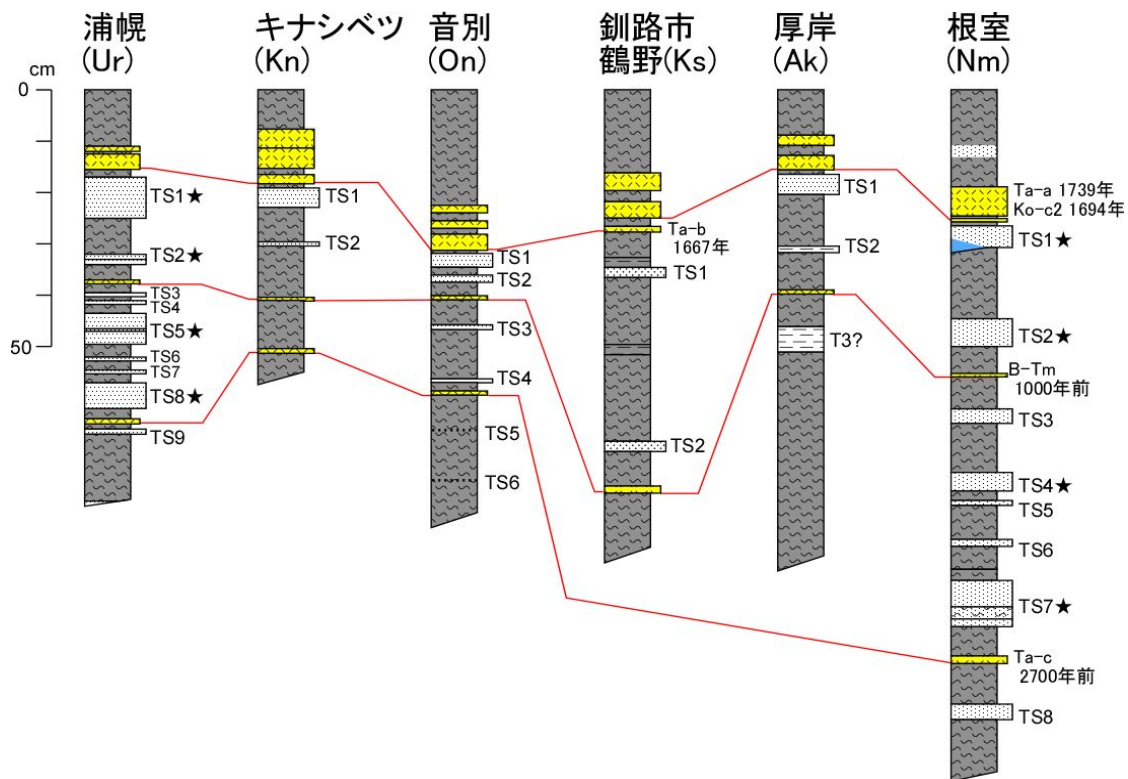 浦幌
(Ur)
キナシベツ
(Kn)
音別
(On)
釧路市
鶴野(Ks)
厚岸
(Ak)
根室
(Nm)
cm
0
50
TS1★
TS2★
TS3
TS4
TS5★
TS6
TS7
TS8★
TS9
TS1
TS2
TS1
TS2
TS3
TS4
TS5
TS6
Ta-b
1667年
TS1
TS2
TS1
TS2
T3?
Ta-a 1739年
Ko-c2 1694年
TS1★
TS2★
B-Tm
1000年前
TS3
TS4★
TS5
TS6
TS7★
Ta-c
2700年前
TS8